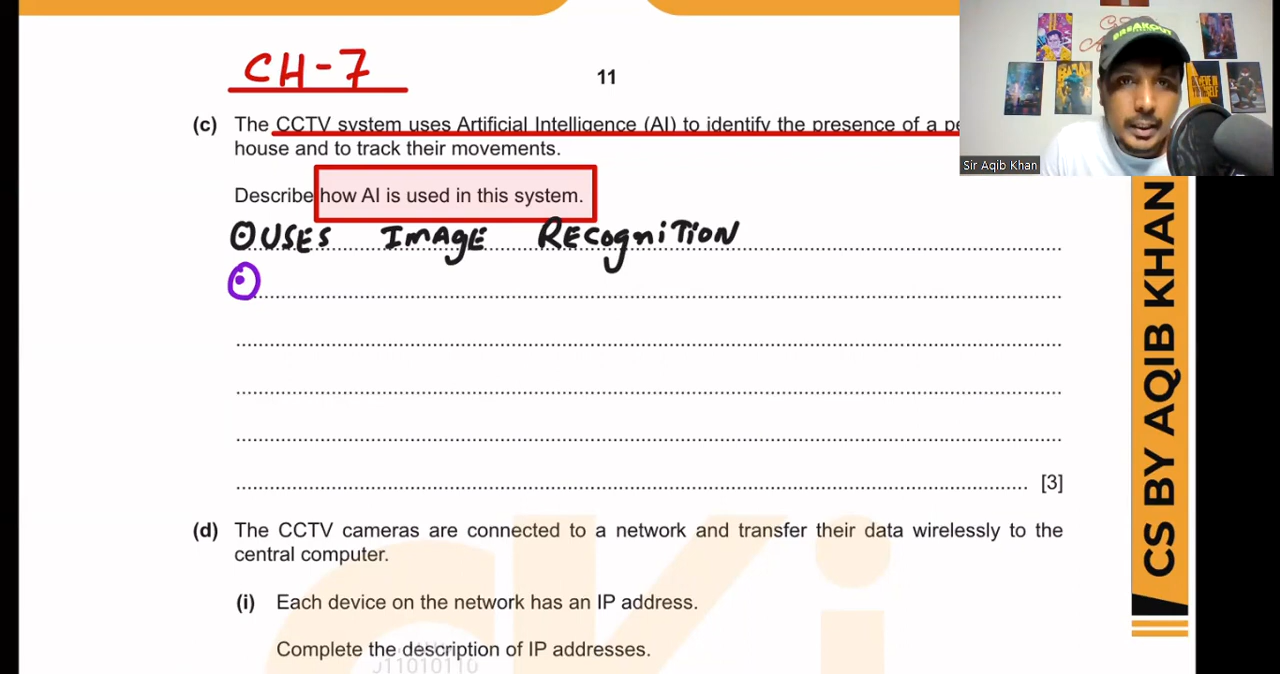 CH-7
11
(c) The CCTV system uses Artificial Intelligence (AI) to identify the presence of a
house and to track their movements.
Describe how AI is used in this system.
USES IMAGE RECognITION
[3]
(d) The CCTV cameras are connected to a network and transfer their data wirelessly to the
central computer.
(i) Each device on the network has an IP address.
Complete the description of IP addresses.
BREAKOUT
Sir Aqib Khan
CS BY AQIB KHAN